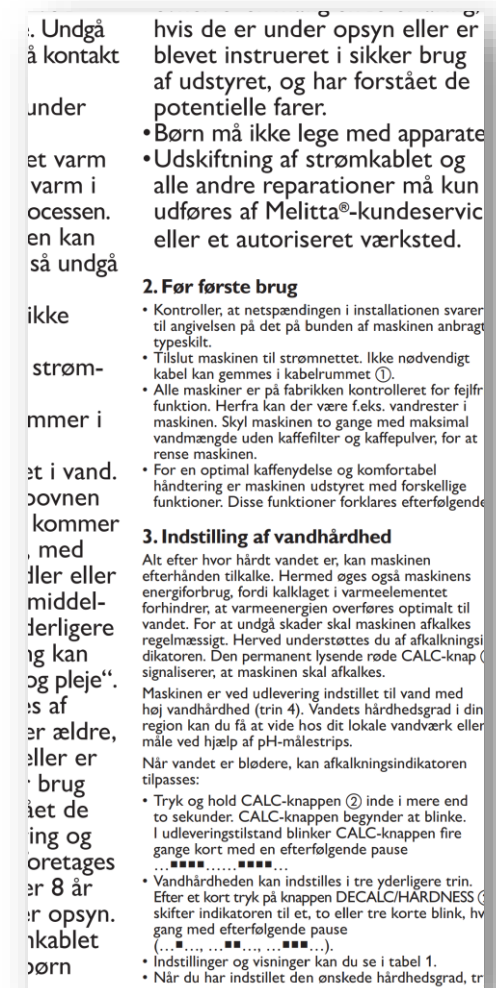 . Undgå
å kontakt
under
et varm
varm i
ocessen.
en kan
så undgå
ikke
strøm-
mmer i
et i vand.
ovnen
kommer
, med
dler eller
middel-
derligere
ng kan
og pleje“.
es af
er ældre,
eller er
brug
ået de
ing og
oretages
er 8 år
r opsyn.
nkablet
børn
hvis de er under opsyn eller er
blevet instrueret i sikker brug
af udstyret, og har forstået de
potentielle farer.
•Børn må ikke lege med apparate
•Udskiftning af strømkablet og
alle andre reparationer må kun
udføres af Melitta®-kundeservic
eller et autoriseret værksted.
2. Før første brug
• Kontroller, at netspændingen i installationen svarer
til angivelsen på det på bunden af maskinen anbragt
typeskilt.
• Tilslut maskinen til strømnettet. Ikke nødvendigt
kabel kan gemmes i kabelrummet ①.
• Alle maskiner er på fabrikken kontrolleret for fejlfr
funktion. Herfra kan der være f.eks. vandrester i
maskinen. Skyl maskinen to gange med maksimal
vandmængde uden kaffefilter og kaffepulver, for at
rense maskinen.
• For en optimal kaffenydelse og komfortabel
håndtering er maskinen udstyret med forskellige
funktioner. Disse funktioner forklares efterfølgende
3. Indstilling af vandhårdhed
Alt efter hvor hårdt vandet er, kan maskinen
efterhånden tilkalke. Hermed øges også maskinens
energiforbrug, fordi kalklaget i varmeelementet
forhindrer, at varmeenergien overføres optimalt til
vandet. For at undgå skader skal maskinen afkalkes
regelmæssigt. Herved understøttes du af afkalkningsi
dikatoren. Den permanent lysende røde CALC-knap (
signaliserer, at maskinen skal afkalkes.
Maskinen er ved udlevering indstillet til vand med
høj vandhårdhed (trin 4). Vandets hårdhedsgrad i din
region kan du få at vide hos dit lokale vandværk eller
måle ved hjælp af pH-målestrips.
Når vandet er blødere, kan afkalkningsindikatoren
tilpasses:
• Tryk og hold CALC-knappen ② inde i mere end
to sekunder. CALC-knappen begynder at blinke.
I udleveringstilstand blinker CALC-knappen fire
gange kort med en efterfølgende pause
…■■■■……■■■■…
• Vandhårdheden kan indstilles i tre yderligere trin.
Efter et kort tryk på knappen DECALC/HARDNESS
skifter indikatoren til et, to eller tre korte blink, hv
gang med efterfølgende pause
(…■…, …■■…, …■■■…).
• Indstillinger og visninger kan du se i tabel 1.
• Når du har indstillet den ønskede hårdhedsgrad, tr